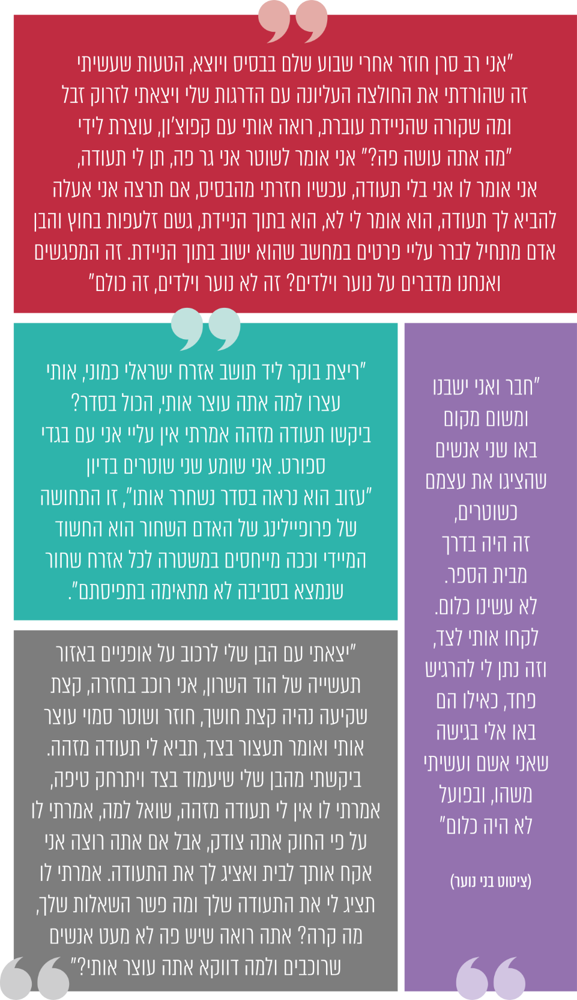 "אני רב סרן חוזר אחרי שבוע שלם בבסיס ויוצא, הטעות שעשיתי
זה שהורדתי את החולצה העליונה עם הדרגות שלי ויצאתי לזרוק זבל
ומה שקורה שהניידת עוברת, רואה אותי עם קפוצ'ון, עוצרת לידי
"מה אתה עושה פה?" אני אומר לשוטר אני גר פה, תן לי תעודה,
אני אומר לו אני בלי תעודה, עכשיו חזרתי מהבסיס, אם תרצה אני אעלה
להביא לך תעודה, הוא אומר לי לא, הוא בתוך הניידת, גשם זלעפות בחוץ והבן
אדם מתחיל לברר עליי פרטים במחשב שהוא ישוב בתוך הניידת. זה המפגשים
ואנחנו מדברים על נוער וילדים? זה לא נוער וילדים, זה כולם"
"ריצת בוקר ליד תושב אזרח ישראלי כמוני, אותי
עצרו למה אתה עוצר אותי, הכול בסדר?
ביקשו תעודה מזהה אמרתי אין עליי אני עם בגדי
ספורט. אני שומע שני שוטרים בדיון
"עזוב הוא נראה בסדר נשחרר אותו", זו התחושה
של פרופיילינג של האדם השחור הוא החשוד
המיידי וככה מייחסים במשטרה לכל אזרח שחור
שנמצא בסביבה לא מתאימה בתפיסתם".
"חבר ואני ישבנו
ומשום מקום
באו שני אנשים
שהציגו את עצמם
כשוטרים,
זה היה בדרך
מבית הספר.
לא עשינו כלום.
לקחו אותי לצד,
וזה נתן לי להרגיש
פחד, כאילו הם
באו אלי בגישה
שאני אשם ועשיתי
משהו, ובפועל
לא היה כלום"
(ציטוט בני נוער)
"יצאתי עם הבן שלי לרכוב על אופניים באזור
תעשייה של הוד השרון, אני רוכב בחזרה, קצת
שקיעה נהיה קצת חושך, חוזר ושוטר סמוי עוצר
אותי ואומר תעצור בצד, תביא לי תעודה מזהה.
ביקשתי מהבן שלי שיעמוד בצד ויתרחק טיפה,
אמרתי לו אין לי תעודה מזהה, שואל למה, אמרתי לו
על פי החוק אתה צודק, אבל אם אתה רוצה אני
אקח אותך לבית ואציג לך את התעודה. אמרתי לו
תציג לי את התעודה שלך ומה פשר השאלות שלך,
מה קרה? אתה רואה שיש פה לא מעט אנשים
שרוכבים ולמה דווקא אתה עוצר אותי?"